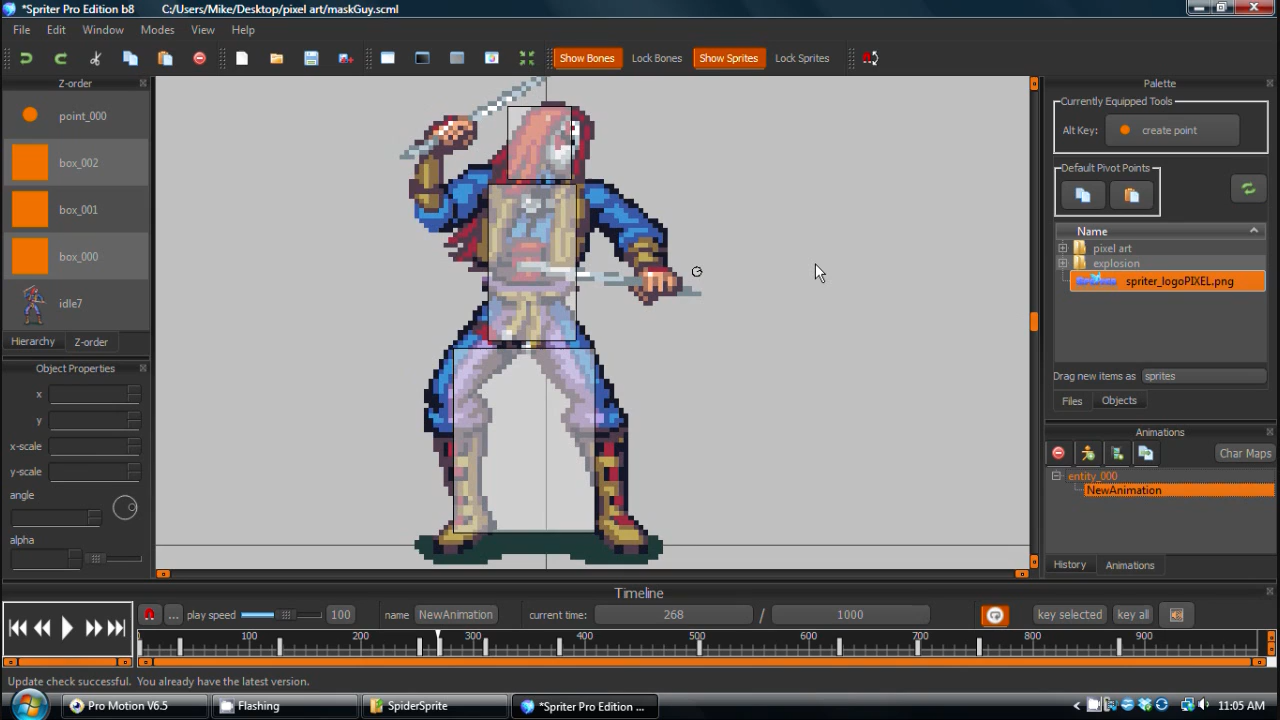 *Spriter Pro Edition b8 C:/Users/Mike/Desktop/pixel art/maskGuy.scml
File Edit Window Modes View Help
Show Bones Lock Bones Show Sprites Lock Sprites
Z-order
point_000
box_002
box_001
box_000
idle7
Hierarchy Z-order
Object Properties
x
y
x-scale
y-scale
angle
alpha
Palette
Currently Equipped Tools
Alt Key: create point
Default Pivot Points
Name
pixel art
explosion
spriter_logoPIXEL.png
Drag new items as sprites
Files Objects
Animations
Char Maps
entity_000
NewAnimation
History Animations
Timeline
... play speed 100 name NewAnimation current time: 268 / 1000 key selected key all
100 200 300 400 500 600 700 800 900
Update check successful. You already have the latest version.
Pro Motion V6.5 Flashing SpiderSprite *Spriter Pro Edition ... 11:05 AM